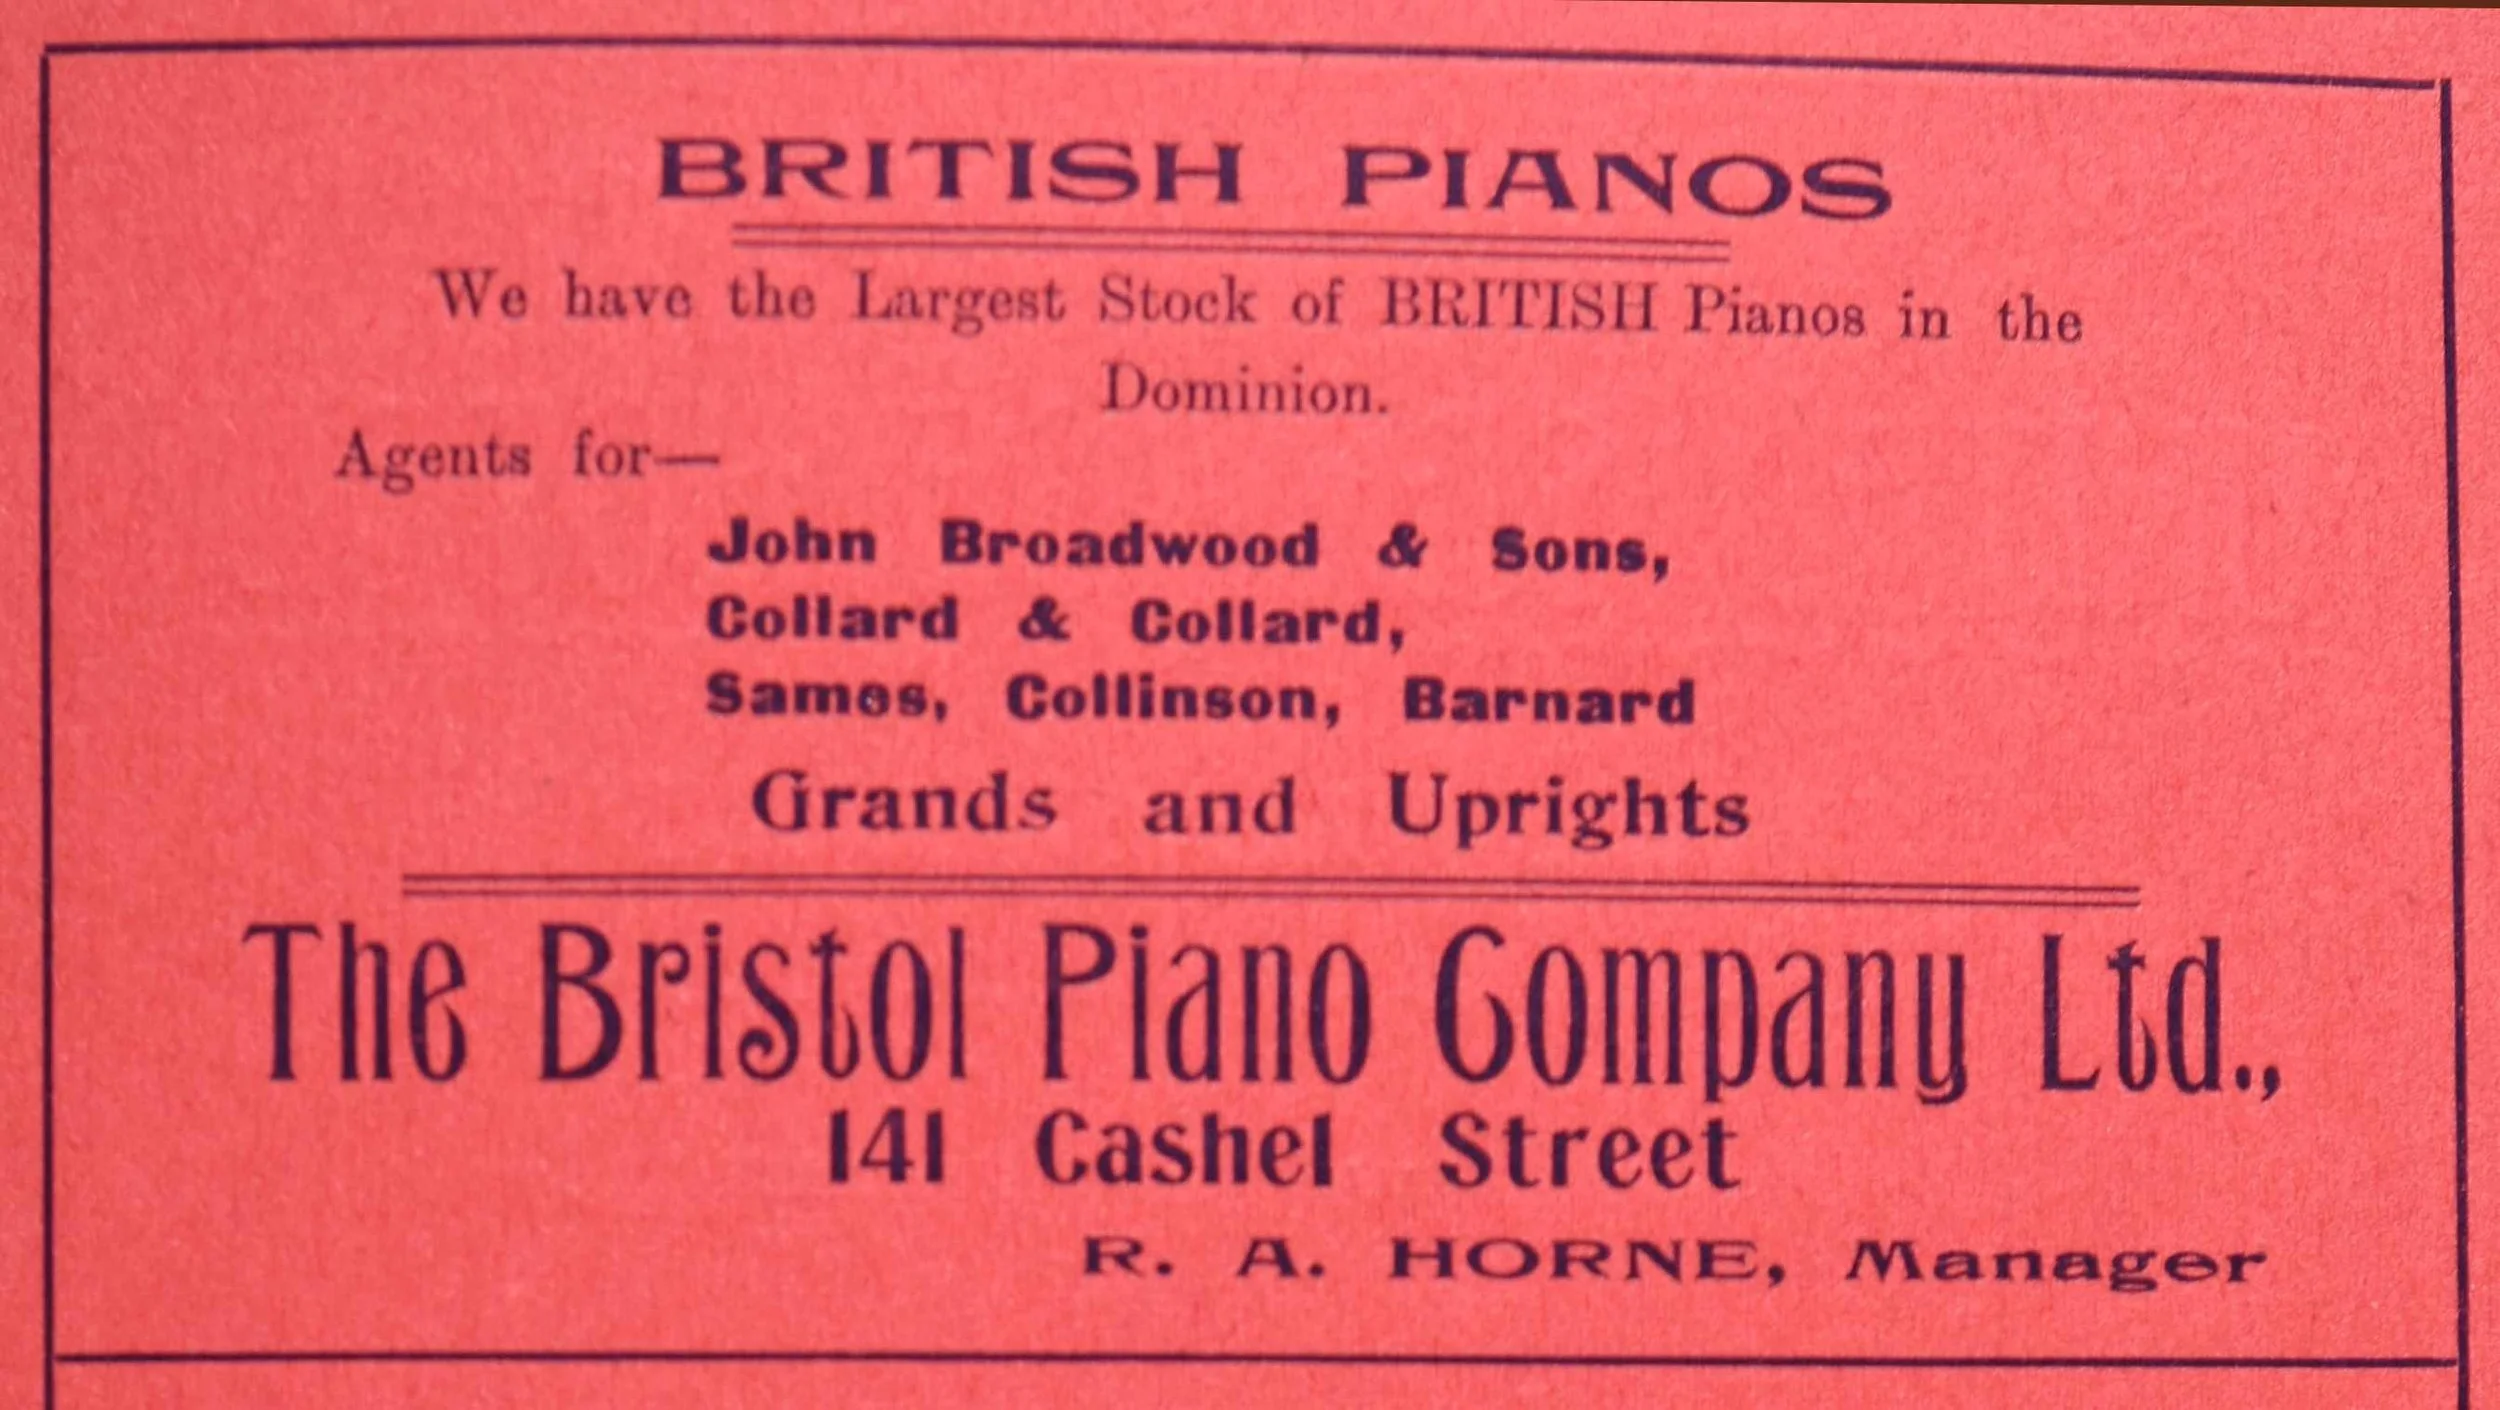 BRITISH PIANOS
We have the Largest Stock of BRITISH Pianos in the
Dominion.
Agents for—
John Broadwood & Sons,
Collard & Collard,
Sames, Collinson, Barnard
Grands and Uprights
The Bristol Piano Company Ltd.,
141 Cashel Street
R. A. HORNE, Manager